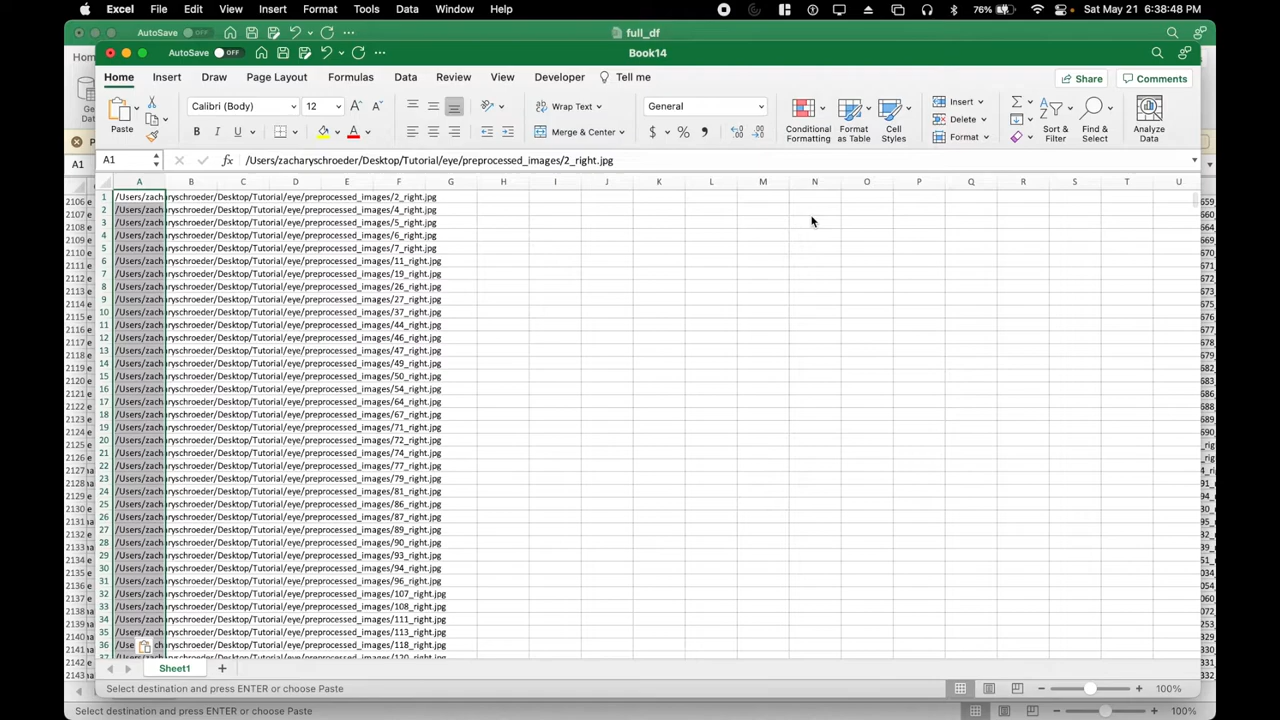 Excel File Edit View Insert Format Tools Data Window Help 76% Sat May 21 6:38:48 PM
AutoSave OFF full_df
AutoSave OFF Book14
Home Insert Draw Page Layout Formulas Data Review View Developer Tell me Share Comments
Paste Calibri (Body) 12 Wrap Text General Conditional Formatting Format as Table Cell Styles Insert Sort & Filter Find & Select Analyze Data
B I U Merge & Center $ % Delete
Format
A1 fx /Users/zacharyschroeder/Desktop/Tutorial/eye/preprocessed_images/2_right.jpg
A B C D E F G H I J K L M N O P Q R S T U
1 /Users/zacharyschroeder/Desktop/Tutorial/eye/preprocessed_images/2_right.jpg
2 /Users/zacharyschroeder/Desktop/Tutorial/eye/preprocessed_images/4_right.jpg
3 /Users/zacharyschroeder/Desktop/Tutorial/eye/preprocessed_images/5_right.jpg
4 /Users/zacharyschroeder/Desktop/Tutorial/eye/preprocessed_images/6_right.jpg
5 /Users/zacharyschroeder/Desktop/Tutorial/eye/preprocessed_images/7_right.jpg
6 /Users/zacharyschroeder/Desktop/Tutorial/eye/preprocessed_images/11_right.jpg
7 /Users/zacharyschroeder/Desktop/Tutorial/eye/preprocessed_images/19_right.jpg
8 /Users/zacharyschroeder/Desktop/Tutorial/eye/preprocessed_images/26_right.jpg
9 /Users/zacharyschroeder/Desktop/Tutorial/eye/preprocessed_images/27_right.jpg
10 /Users/zacharyschroeder/Desktop/Tutorial/eye/preprocessed_images/37_right.jpg
11 /Users/zacharyschroeder/Desktop/Tutorial/eye/preprocessed_images/44_right.jpg
12 /Users/zacharyschroeder/Desktop/Tutorial/eye/preprocessed_images/46_right.jpg
13 /Users/zacharyschroeder/Desktop/Tutorial/eye/preprocessed_images/47_right.jpg
14 /Users/zacharyschroeder/Desktop/Tutorial/eye/preprocessed_images/49_right.jpg
15 /Users/zacharyschroeder/Desktop/Tutorial/eye/preprocessed_images/50_right.jpg
16 /Users/zacharyschroeder/Desktop/Tutorial/eye/preprocessed_images/54_right.jpg
17 /Users/zacharyschroeder/Desktop/Tutorial/eye/preprocessed_images/64_right.jpg
18 /Users/zacharyschroeder/Desktop/Tutorial/eye/preprocessed_images/67_right.jpg
19 /Users/zacharyschroeder/Desktop/Tutorial/eye/preprocessed_images/71_right.jpg
20 /Users/zacharyschroeder/Desktop/Tutorial/eye/preprocessed_images/72_right.jpg
21 /Users/zacharyschroeder/Desktop/Tutorial/eye/preprocessed_images/74_right.jpg
22 /Users/zacharyschroeder/Desktop/Tutorial/eye/preprocessed_images/77_right.jpg
23 /Users/zacharyschroeder/Desktop/Tutorial/eye/preprocessed_images/79_right.jpg
24 /Users/zacharyschroeder/Desktop/Tutorial/eye/preprocessed_images/81_right.jpg
25 /Users/zacharyschroeder/Desktop/Tutorial/eye/preprocessed_images/86_right.jpg
26 /Users/zacharyschroeder/Desktop/Tutorial/eye/preprocessed_images/87_right.jpg
27 /Users/zacharyschroeder/Desktop/Tutorial/eye/preprocessed_images/89_right.jpg
28 /Users/zacharyschroeder/Desktop/Tutorial/eye/preprocessed_images/90_right.jpg
29 /Users/zacharyschroeder/Desktop/Tutorial/eye/preprocessed_images/93_right.jpg
30 /Users/zacharyschroeder/Desktop/Tutorial/eye/preprocessed_images/94_right.jpg
31 /Users/zacharyschroeder/Desktop/Tutorial/eye/preprocessed_images/96_right.jpg
32 /Users/zacharyschroeder/Desktop/Tutorial/eye/preprocessed_images/107_right.jpg
33 /Users/zacharyschroeder/Desktop/Tutorial/eye/preprocessed_images/108_right.jpg
34 /Users/zacharyschroeder/Desktop/Tutorial/eye/preprocessed_images/111_right.jpg
35 /Users/zacharyschroeder/Desktop/Tutorial/eye/preprocessed_images/113_right.jpg
36 /Use charyschroeder/Desktop/Tutorial/eye/preprocessed_images/118_right.jpg
37 /Users/zacharyschroeder/Desktop/Tutorial/eye/preprocessed_images/120_right.jpg
Sheet1
Select destination and press ENTER or choose Paste 100%
Select destination and press ENTER or choose Paste 100%